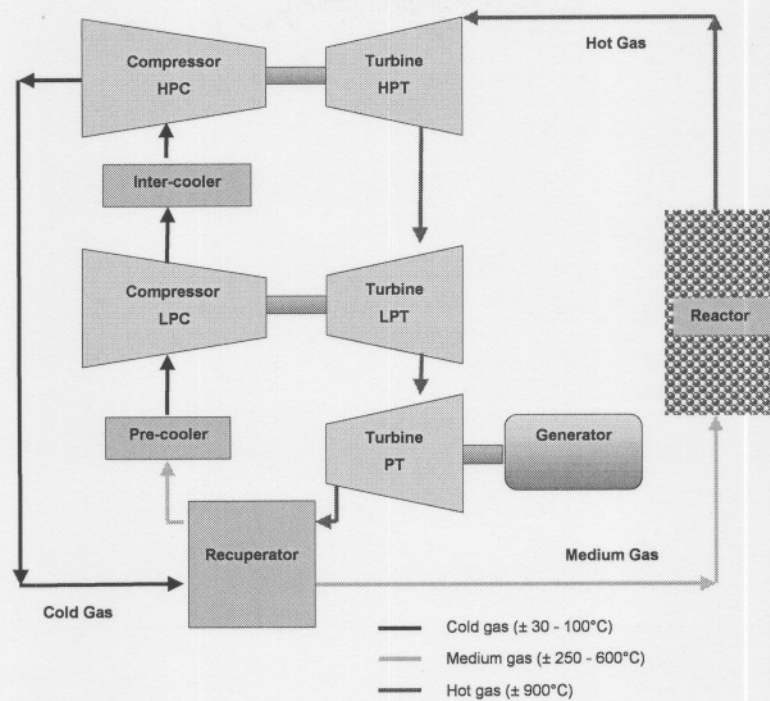 Hot Gas
Compressor
HPC
Turbine
HPT
Inter-cooler
Compressor
LPC
Turbine
LPT
Reactor
Pre-cooler
Turbine
PT
Generator
Recuperator
Medium Gas
Cold Gas
Cold gas (± 30 - 100°C)
Medium gas (± 250 - 600°C)
Hot gas (± 900°C)